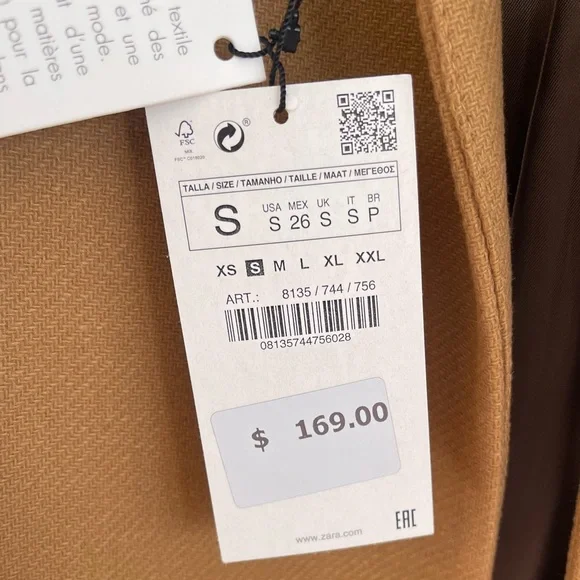 textile
né des
et une
mode.
t d'une
matières
pour la
dans
FSC
MIX
®
TALLA / SIZE / TAMANHO / TAILLE / MAAT / ΜΕΓΕΘΟΣ
S
USA MEX UK IT BR
S 26 S S P
XS S M L XL XXL
ART.: 8135 / 744 / 756
08135744756028
$ 169.00
EAC
www.zara.com